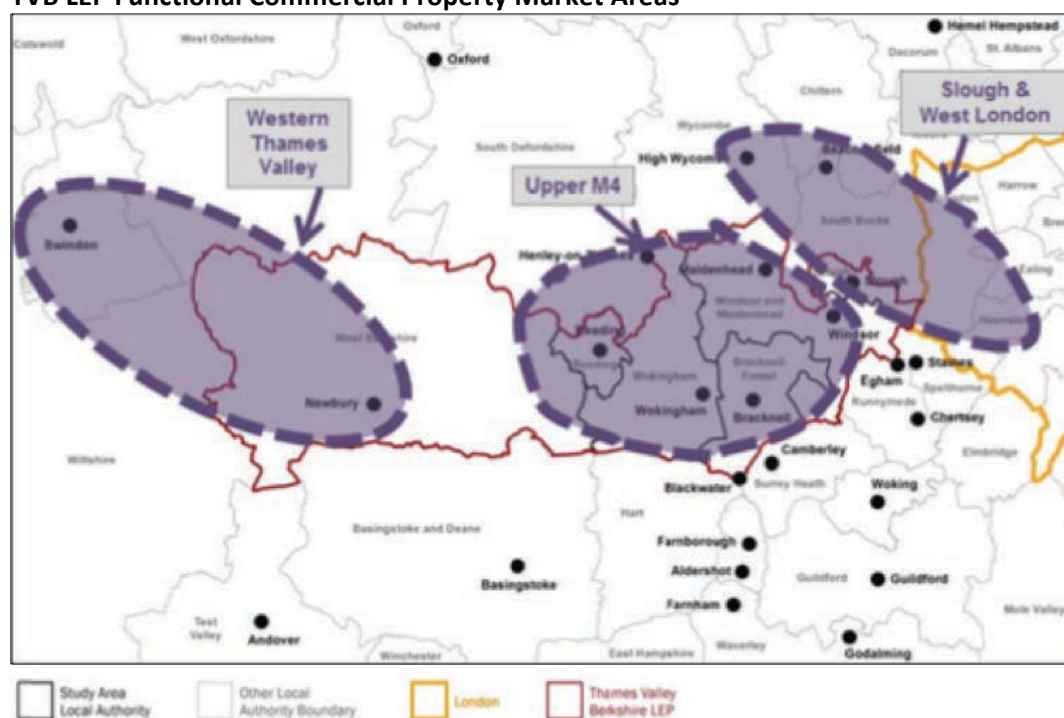 TVB LEP Functional Commercial Property Market Areas
Cotswold
West Oxfordshire
Oxford
Oxford
Hemel Hempstead
Dacorum
St. Albans
Chiltern
Western
Thames
Valley
Slough &
West London
Wycombe
South Oxfordshire
High Wycombe
Upper M4
Harrow
South Bucks
Swindon
Henley-on-Thames
Maidenhead
Slough
Ealing
Windsor and
Maidenhead
Hounslow
West Berkshire
Reading
Reading
Windsor
Bracknell
Forest
Staines
Egham
Spelthorne
Wokingham
Newbury
Wokingham
Bracknell
Runnymede
Chertsey
Elmbridge
Wiltshire
Camberley
Blackwater
Surrey Heath
Woking
Hart
Basingstoke and Deane
Farnborough
Basingstoke
Aldershot
Guildford
Guildford
Farnham
Mole Valley
Test
Valley
Andover
Waverley
East Hampshire
Winchester
Godalming
Study Area
Local Authority
Other Local
Authority Boundary
London
Thames Valley
Berkshire LEP